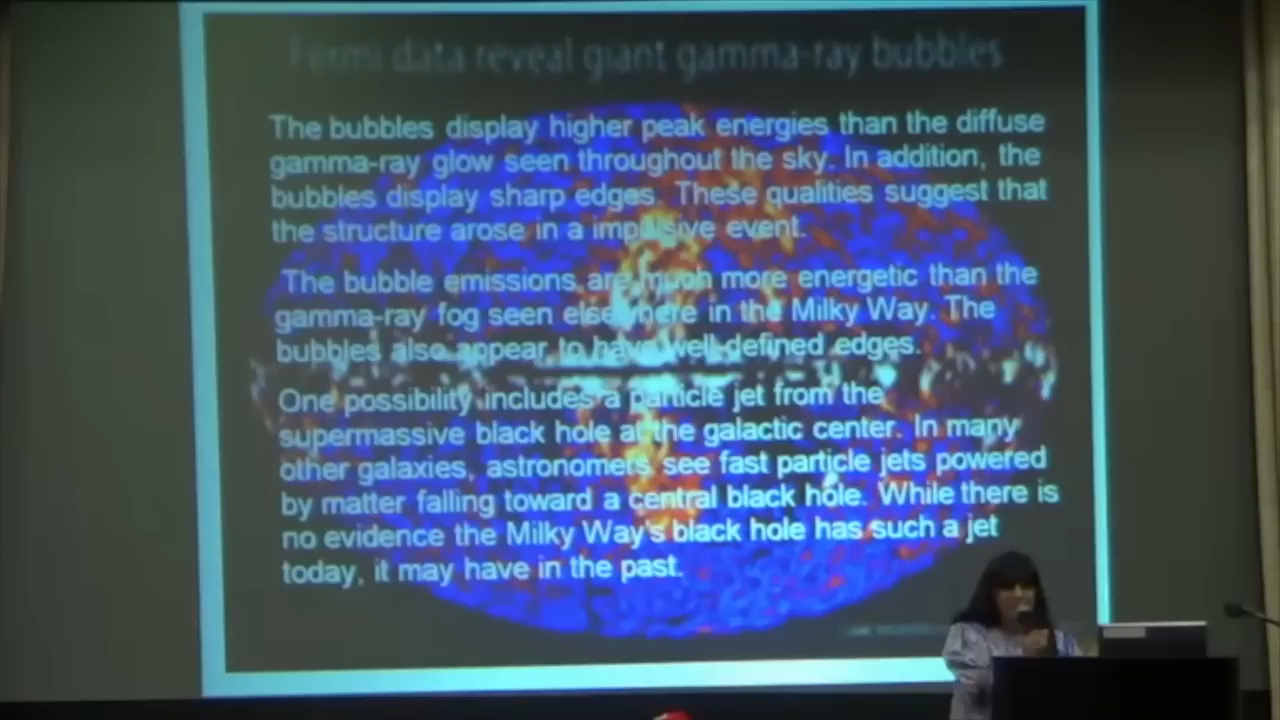 Fermi data reveal giant gamma-ray bubbles
The bubbles display higher peak energies than the diffuse
gamma-ray glow seen throughout the sky. In addition, the
bubbles display sharp edges. These qualities suggest that
the structure arose in a impulsive event.
The bubble emissions are much more energetic than the
gamma-ray fog seen elsewhere in the Milky Way. The
bubbles also appear to have well-defined edges.
One possibility includes a particle jet from the
supermassive black hole at the galactic center. In many
other galaxies, astronomers see fast particle jets powered
by matter falling toward a central black hole. While there is
no evidence the Milky Way's black hole has such a jet
today, it may have in the past.